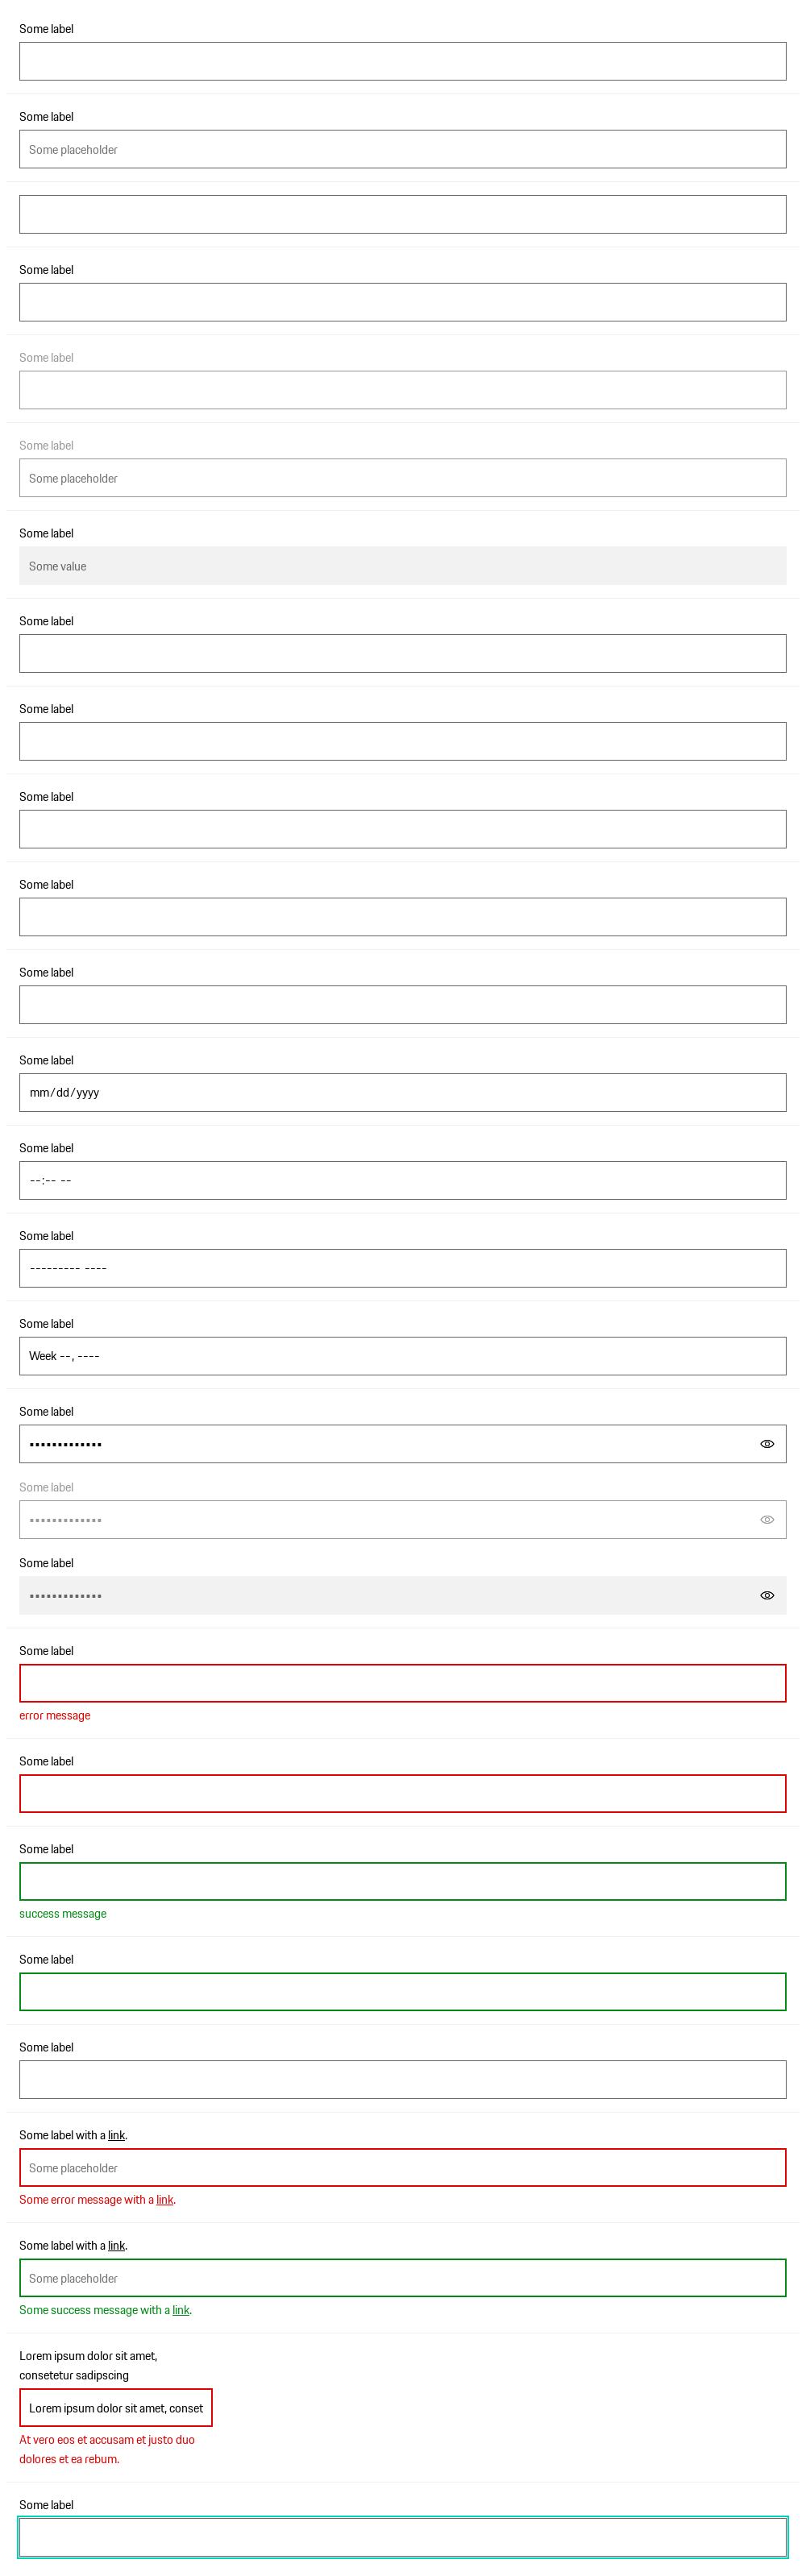 Some label
Some label
Some placeholder
Some label
Some label
Some label
Some placeholder
Some label
Some value
Some label
Some label
Some label
Some label
Some label
Some label
mm/dd/yyyy
Some label
--:-- --
Some label
--------- ----
Some label
Week --, ----
Some label
•••••••••••••
Some label
•••••••••••••
Some label
•••••••••••••
Some label
error message
Some label
Some label
success message
Some label
Some label
Some label with a link.
Some placeholder
Some error message with a link.
Some label with a link.
Some placeholder
Some success message with a link.
Lorem ipsum dolor sit amet,
consetetur sadipscing
Lorem ipsum dolor sit amet, conset
At vero eos et accusam et justo duo
dolores et ea rebum.
Some label